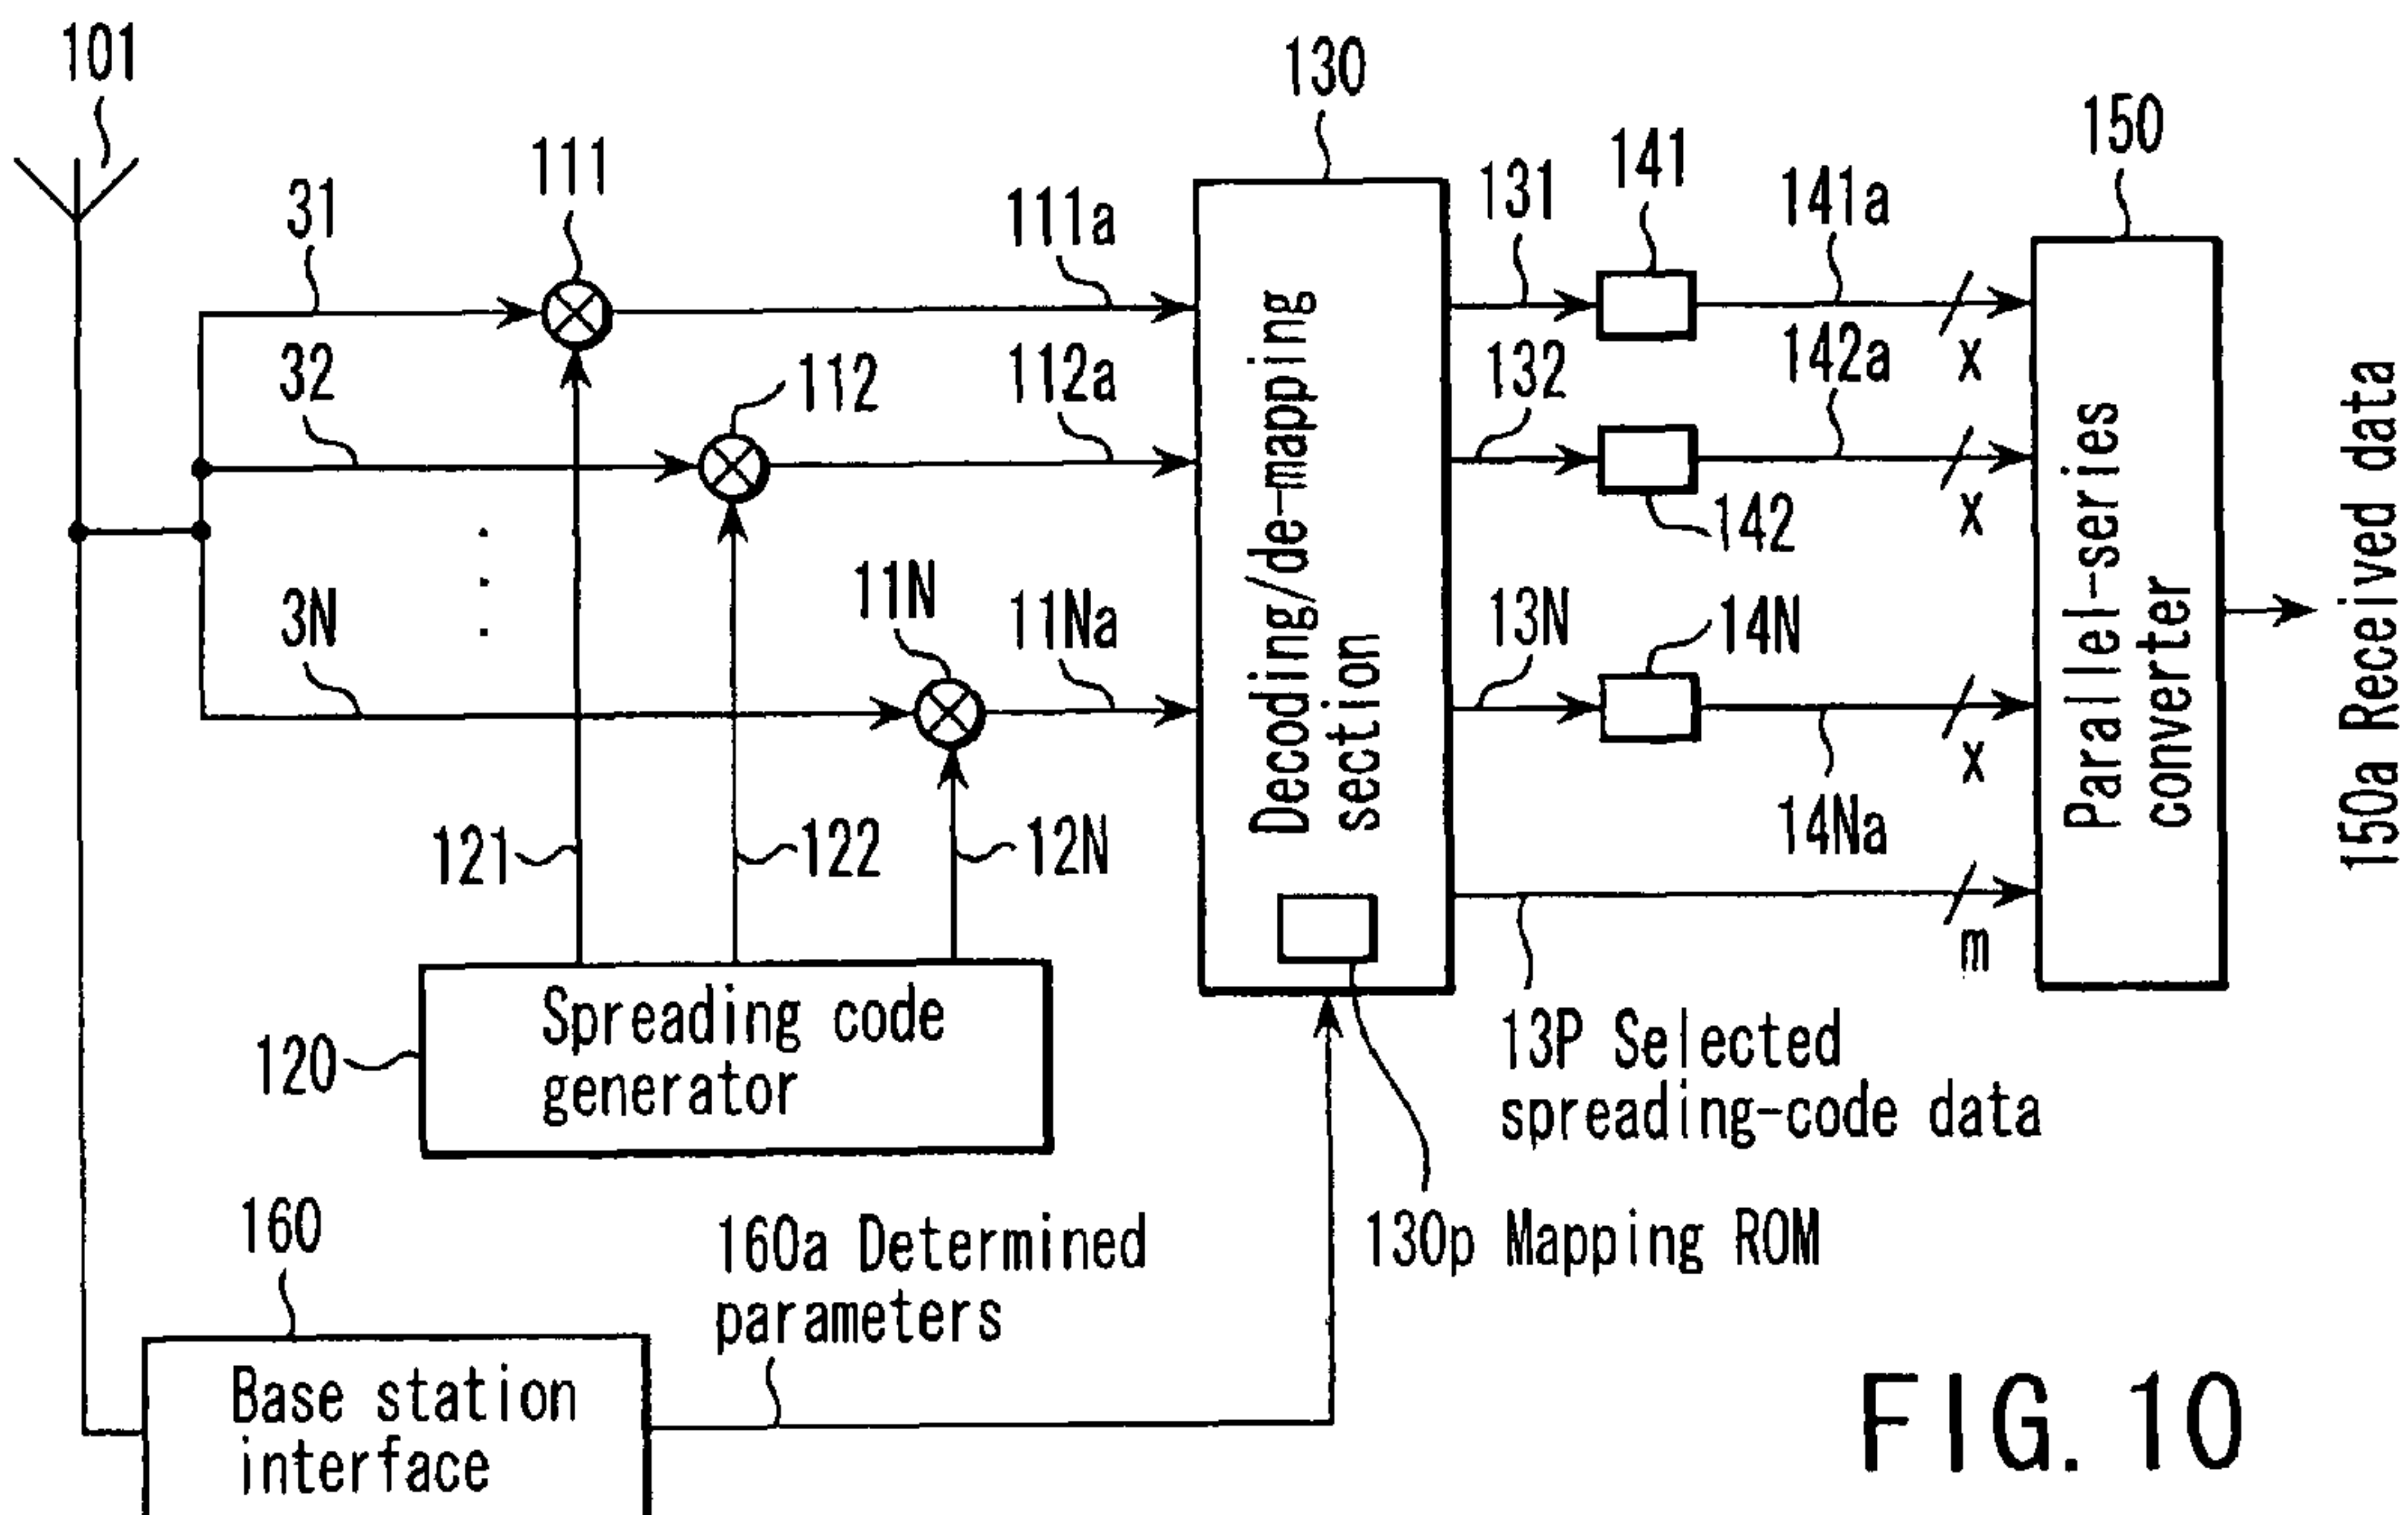 101
130
150
111
141
31
111a
131
141a
32
112
112a
132
142a
x
142
x
3N
11N
11Na
13N
14N
x
14Na
Decoding/de-mapping
section
Parallel-series
converter
150a Received data
121
122
12N
m
120
Spreading code
generator
13P Selected
spreading-code data
130p Mapping ROM
160
160a Determined
parameters
Base station
interface
FIG. 10